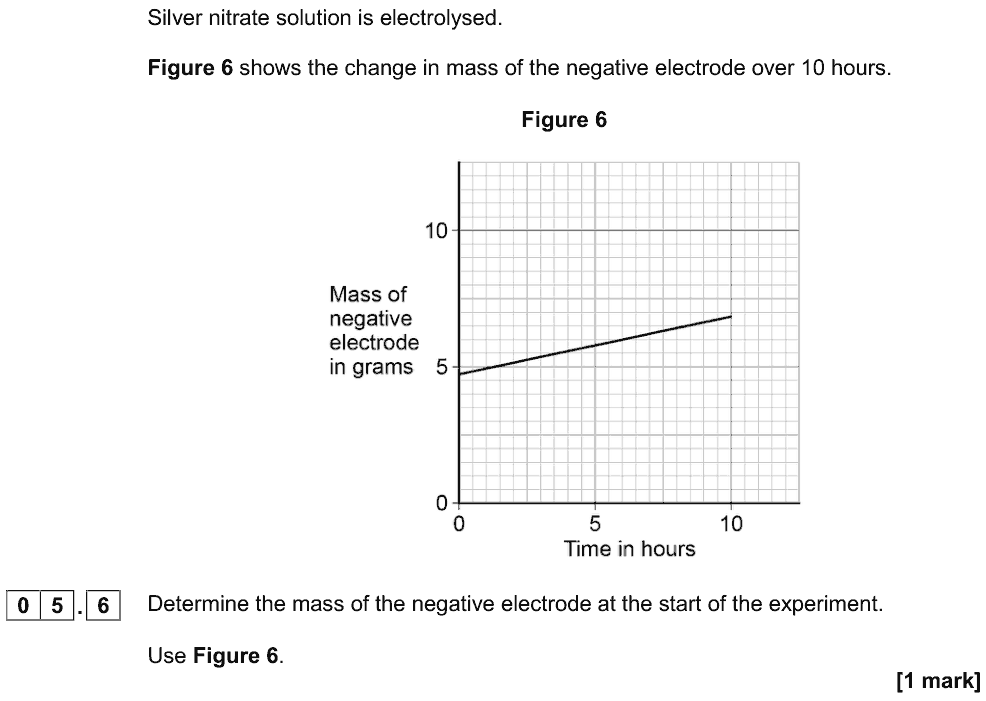 Silver nitrate solution is electrolysed.
Figure 6 shows the change in mass of the negative electrode over 10 hours.
Figure 6
10
Mass of
negative
electrode
in grams
5
0
0 5 10
Time in hours
0 5 . 6 Determine the mass of the negative electrode at the start of the experiment.
Use Figure 6.
[1 mark]